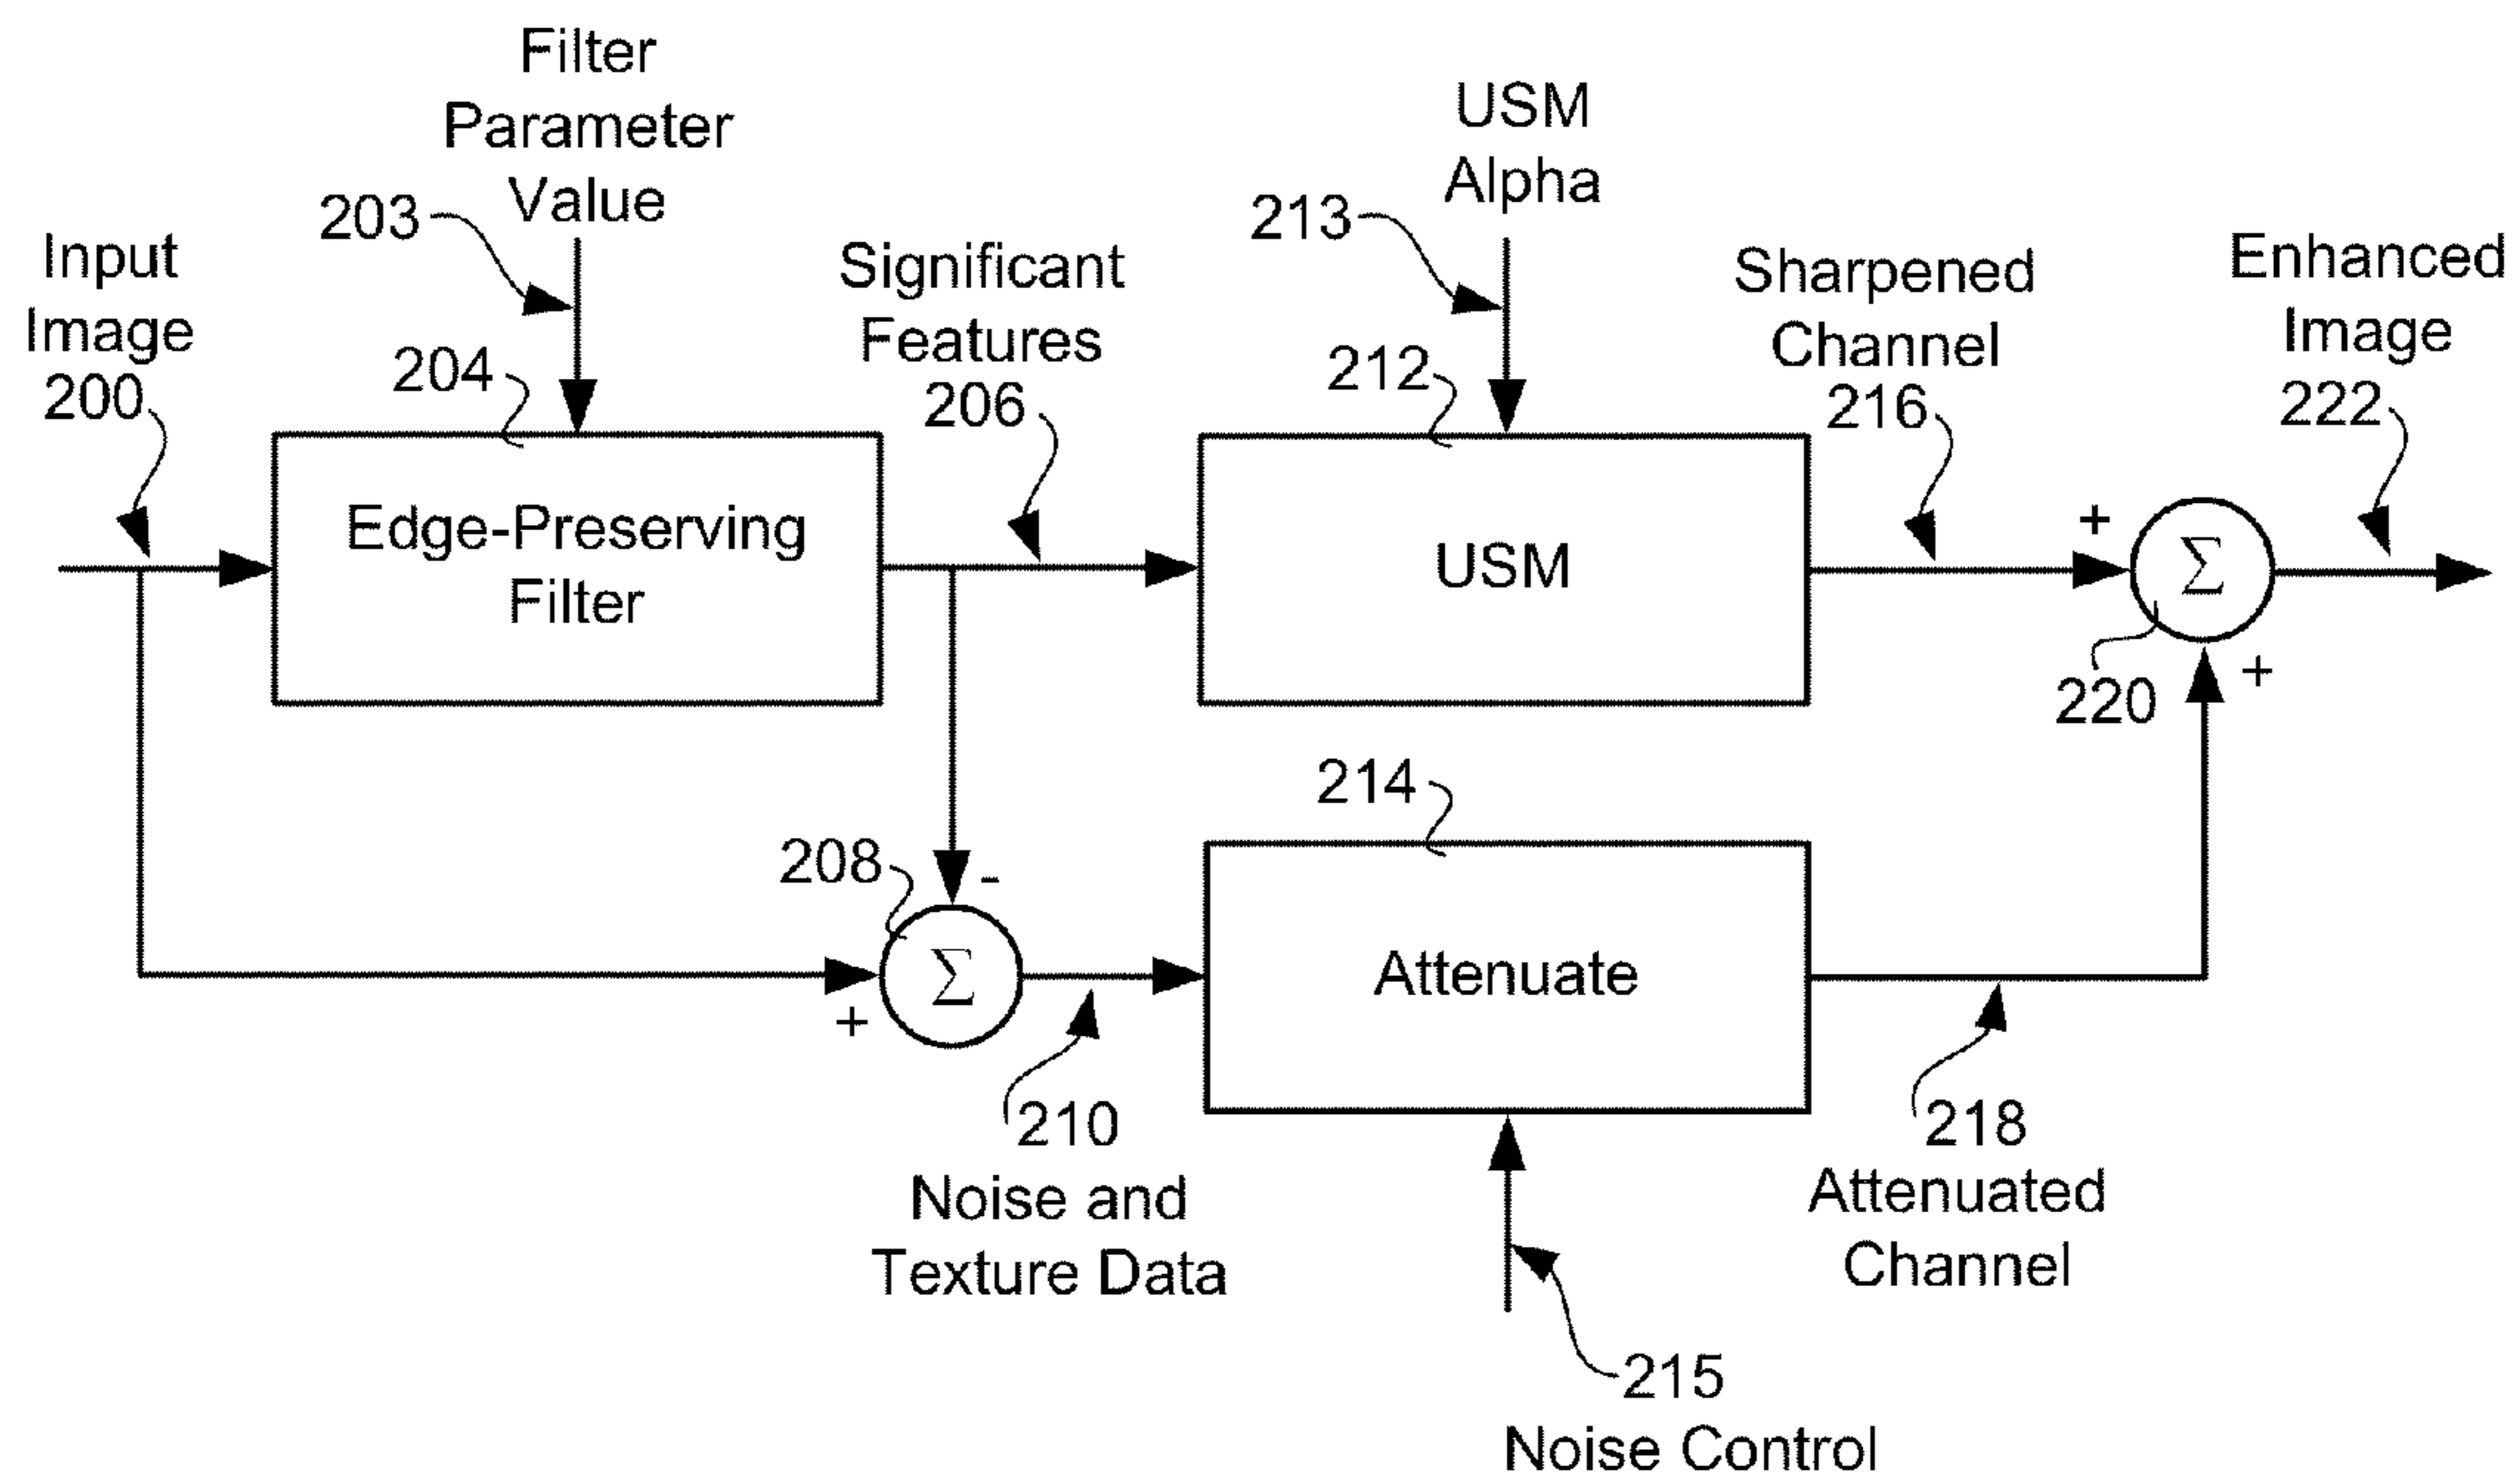 Filter
Parameter
Value
203
Input
Image
200
204
Edge-Preserving
Filter
Significant
Features
206
USM
Alpha
213
212
USM
Sharpened
Channel
216
Enhanced
Image
222
+
Σ
+
220
208
-
Σ
+
210
Noise and
Texture Data
214
Attenuate
218
Attenuated
Channel
215
Noise Control